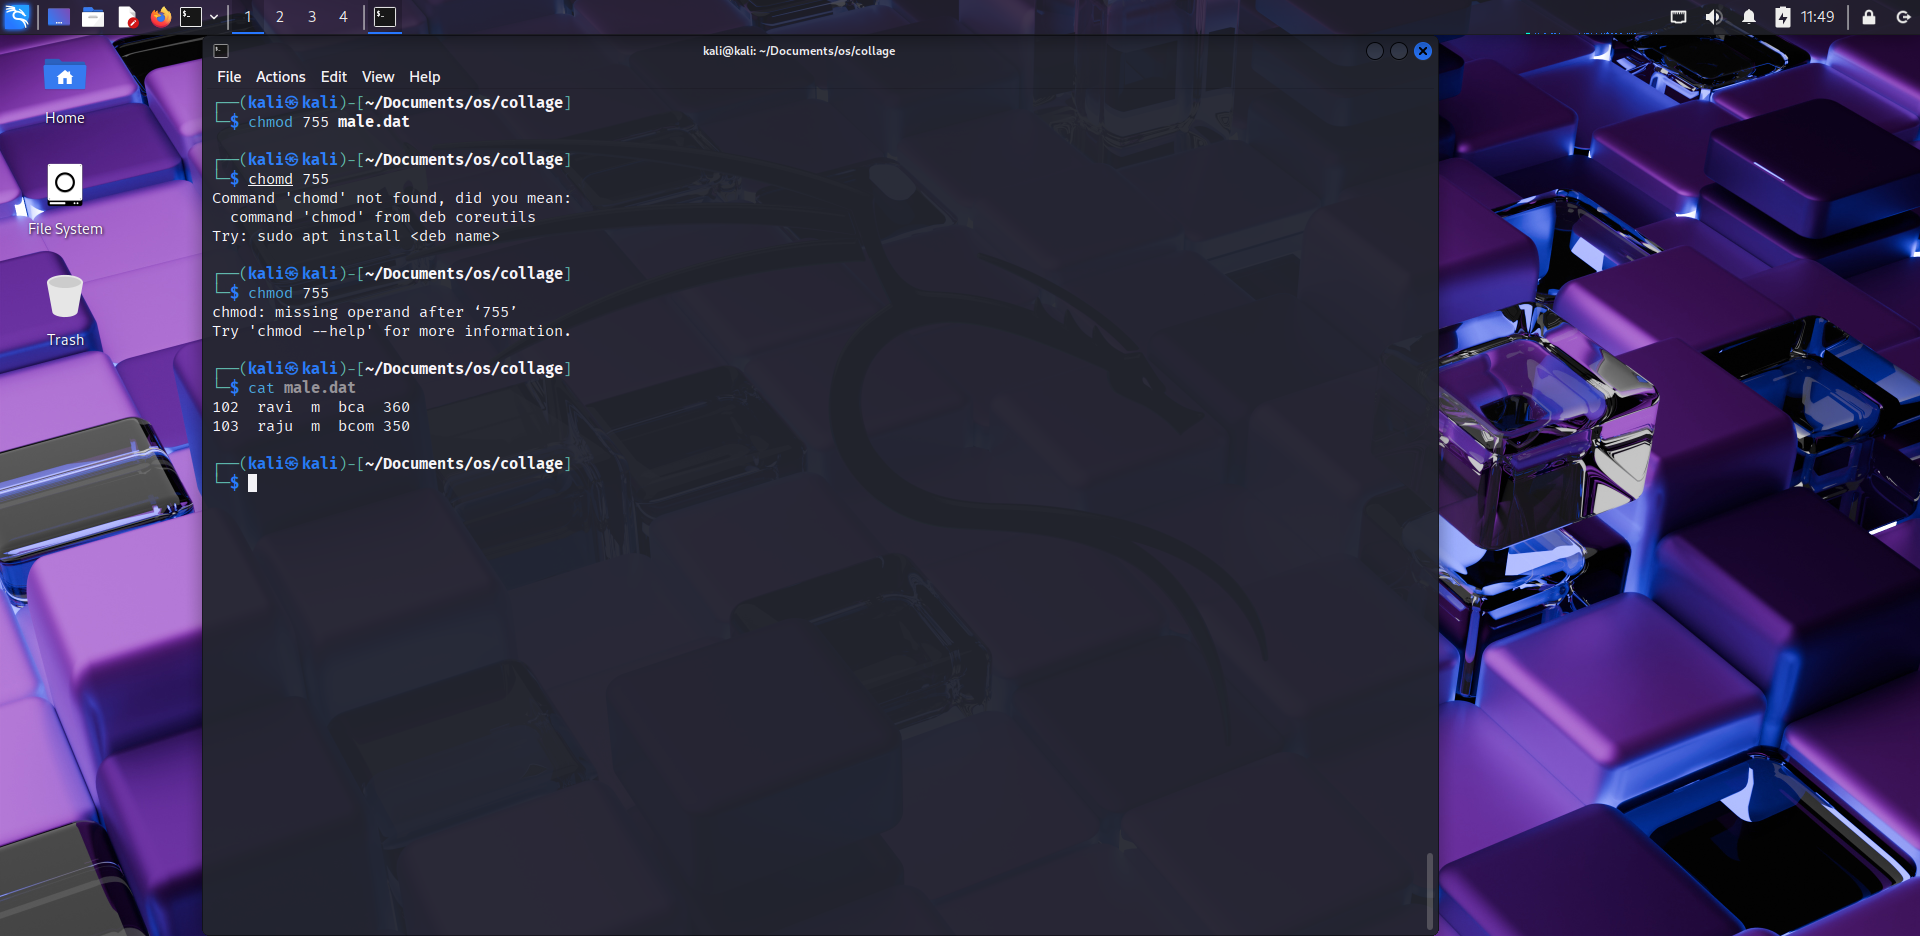 1 2 3 4 11:49
kali@kali: ~/Documents/os/collage
File Actions Edit View Help
Home
File System
Trash
┌──(kali㉿kali)-[~/Documents/os/collage]
└─$ chmod 755 male.dat
┌──(kali㉿kali)-[~/Documents/os/collage]
└─$ chomd 755
Command 'chomd' not found, did you mean:
  command 'chmod' from deb coreutils
Try: sudo apt install <deb name>
┌──(kali㉿kali)-[~/Documents/os/collage]
└─$ chmod 755
chmod: missing operand after ‘755’
Try 'chmod --help' for more information.
┌──(kali㉿kali)-[~/Documents/os/collage]
└─$ cat male.dat
102  ravi  m  bca  360
103  raju  m  bcom 350
┌──(kali㉿kali)-[~/Documents/os/collage]
└─$